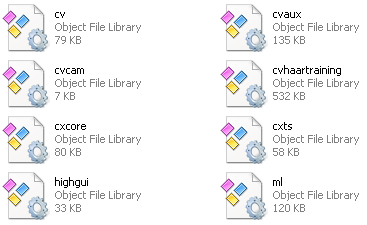 cv
Object File Library
79 KB
cvaux
Object File Library
135 KB
cvcam
Object File Library
7 KB
cvhaartraining
Object File Library
532 KB
cxcore
Object File Library
80 KB
cxts
Object File Library
58 KB
highgui
Object File Library
33 KB
ml
Object File Library
120 KB